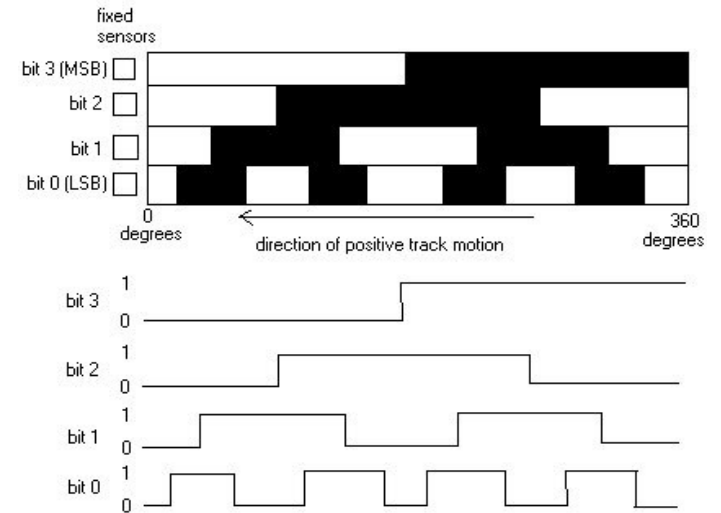 fixed
sensors
bit 3 (MSB)
bit 2
bit 1
bit 0 (LSB)
0
degrees
direction of positive track motion
360
degrees
bit 3
1
0
bit 2
1
0
bit 1
1
0
bit 0
1
0